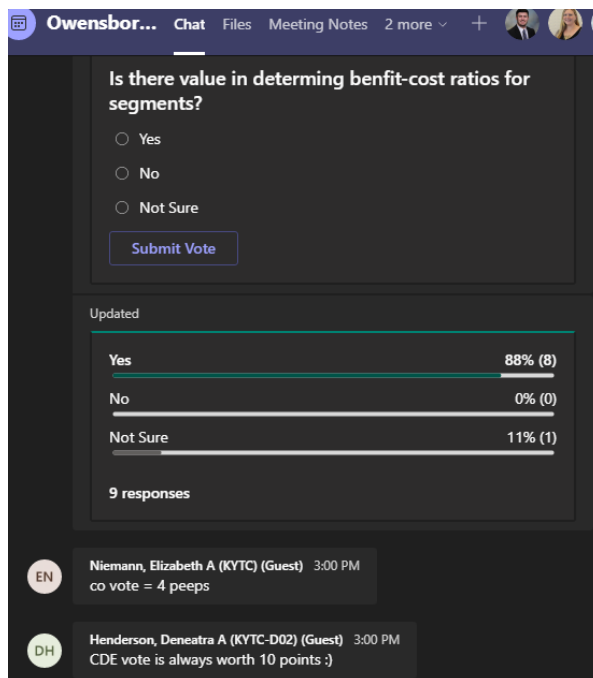 Owensbor... Chat Files Meeting Notes 2 more
Is there value in determing benfit-cost ratios for
segments?
Yes
No
Not Sure
Submit Vote
Updated
Yes 88% (8)
No 0% (0)
Not Sure 11% (1)
9 responses
EN
Niemann, Elizabeth A (KYTC) (Guest) 3:00 PM
co vote = 4 peeps
DH
Henderson, Deneatra A (KYTC-D02) (Guest) 3:00 PM
CDE vote is always worth 10 points :)